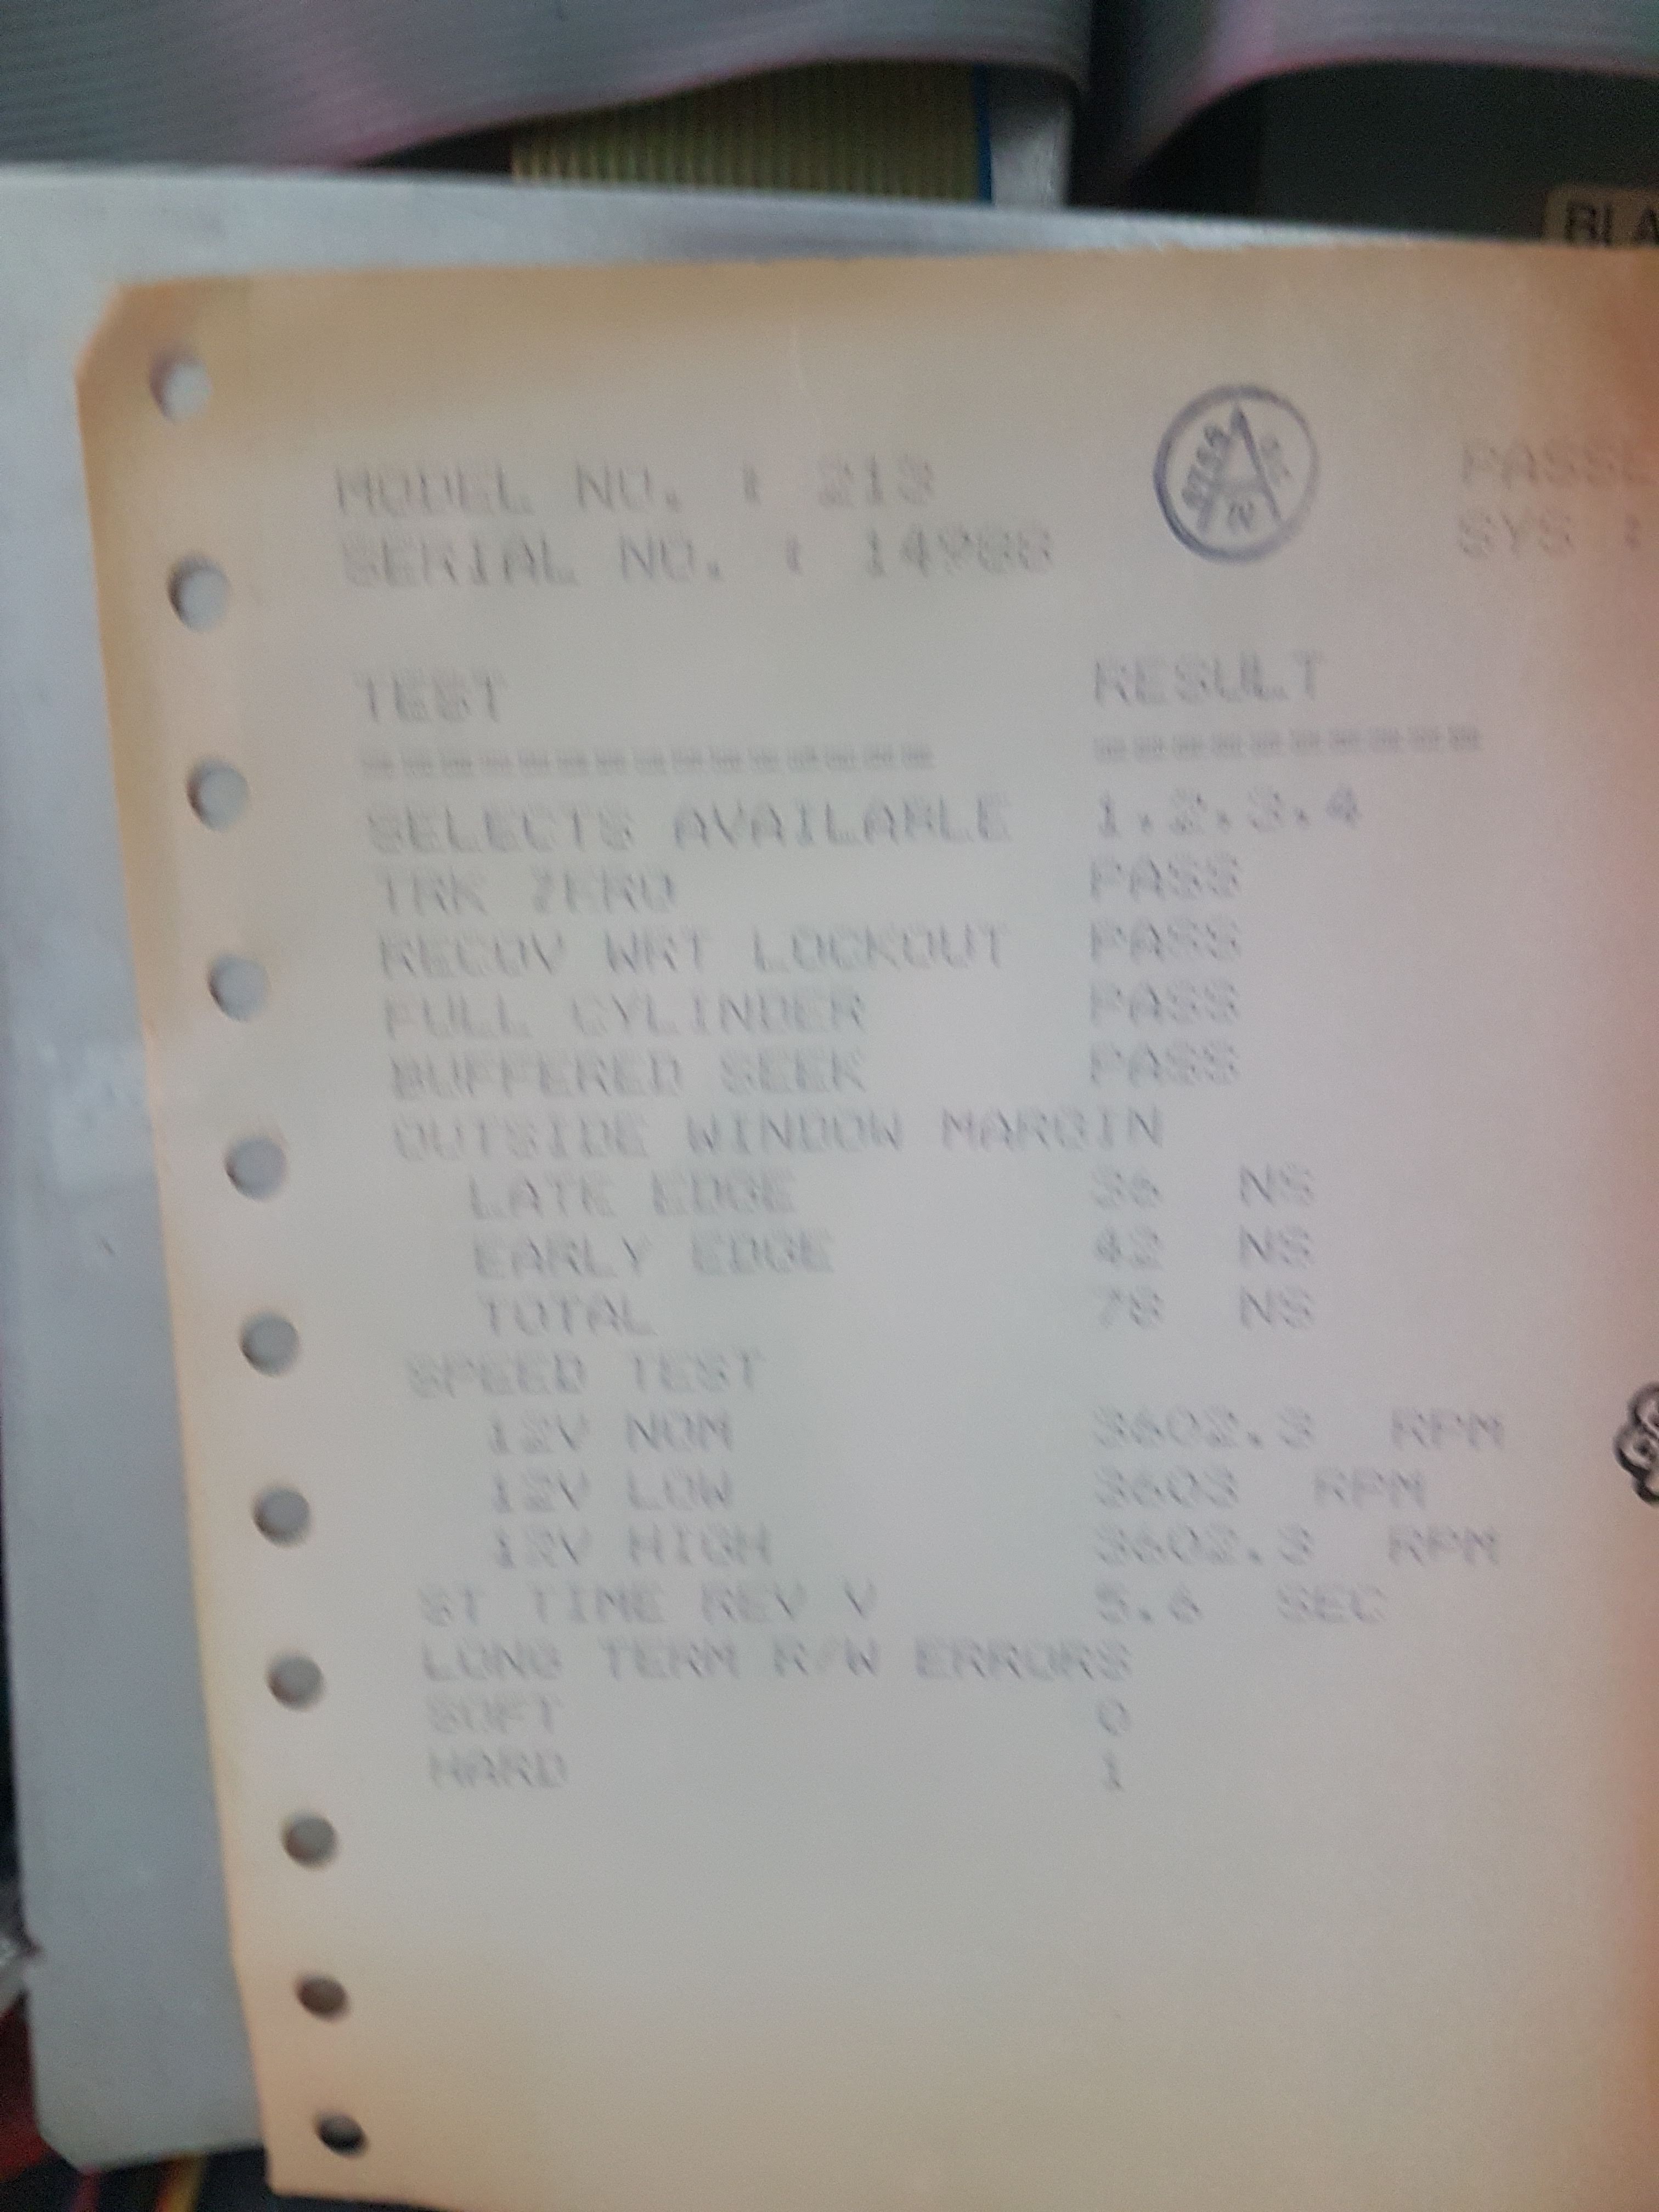 BLA
MODEL NO. : 213
PASSE
SERIAL NO. : 14988
SYS :
TEST RESULT
SELECTS AVAILABLE 1.2.3.4
TRK ZERO PASS
RECOV WRT LOCKOUT PASS
FULL CYLINDER PASS
BUFFERED SEEK PASS
OUTSIDE WINDOW MARGIN
LATE EDGE 36 NS
EARLY EDGE 42 NS
TOTAL 78 NS
SPEED TEST
12V NOM 3602.3 RPM
12V LOW 3603 RPM
12V HIGH 3602.3 RPM
ST TIME REV V 5.6 SEC
LONG TERM R/W ERRORS
SOFT 0
HARD 1